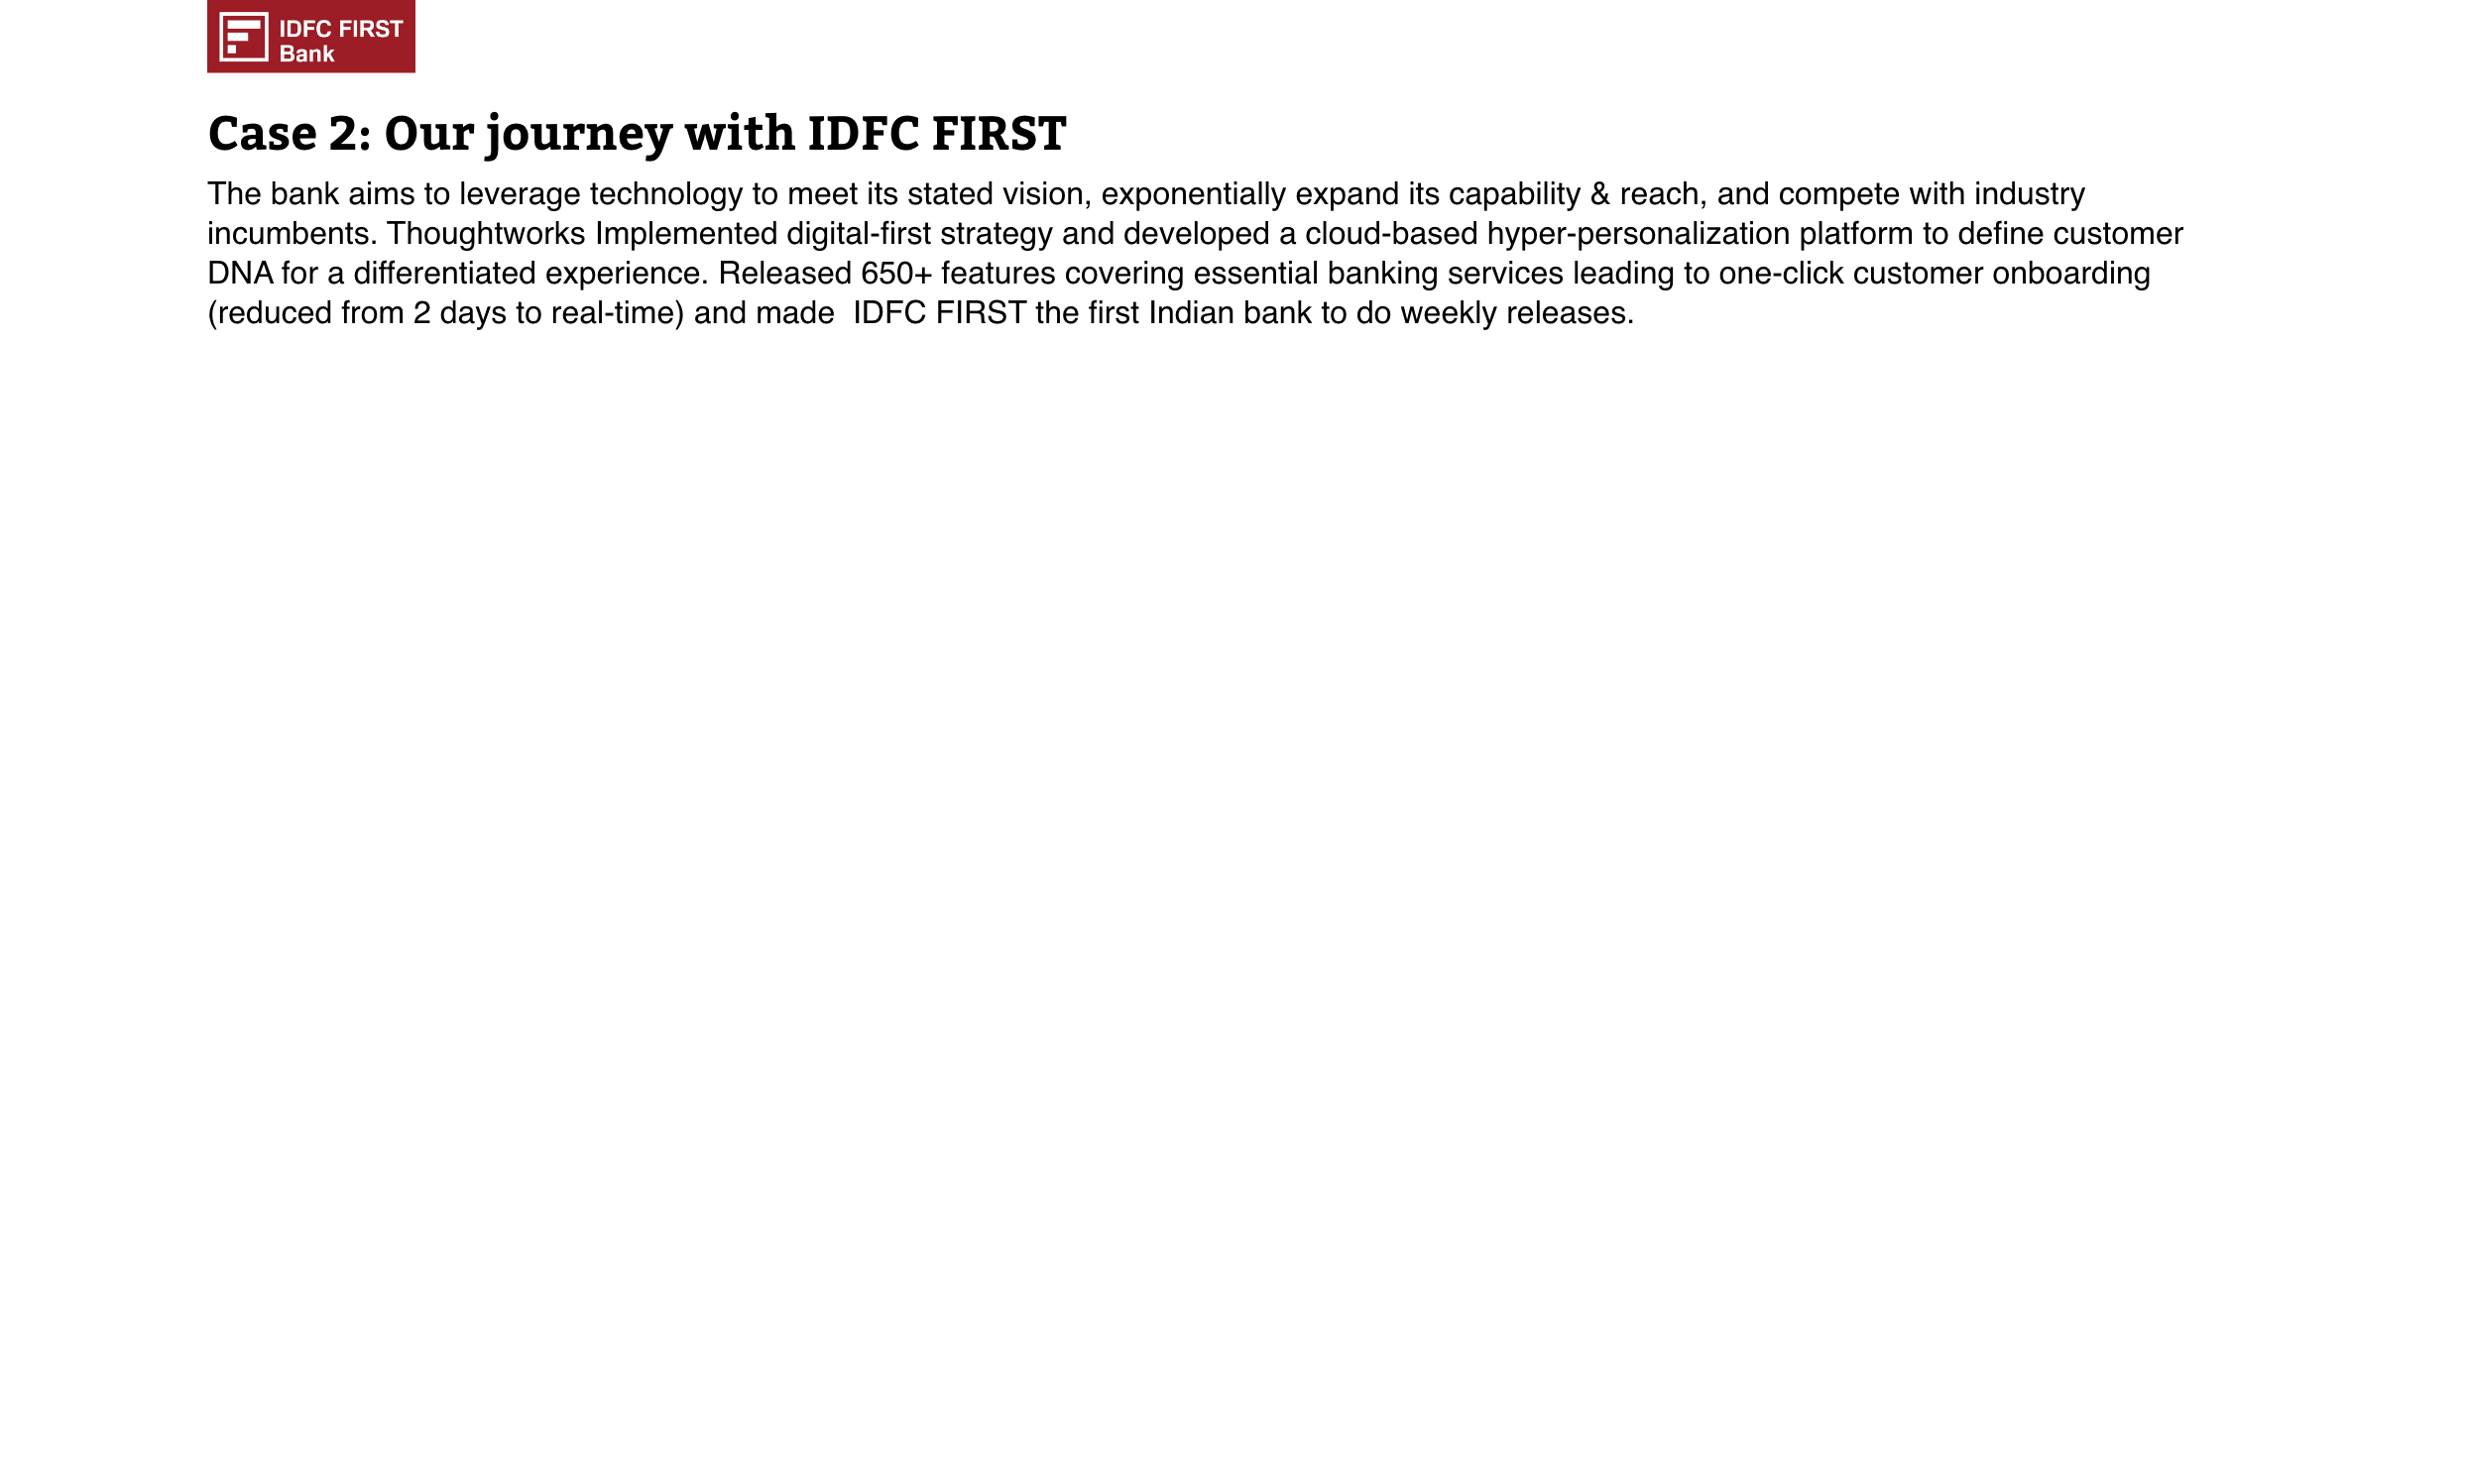 IDFC FIRST
Bank
Case 2: Our journey with IDFC FIRST
The bank aims to leverage technology to meet its stated vision, exponentially expand its capability & reach, and compete with industry
incumbents. Thoughtworks Implemented digital-first strategy and developed a cloud-based hyper-personalization platform to define customer
DNA for a differentiated experience. Released 650+ features covering essential banking services leading to one-click customer onboarding
(reduced from 2 days to real-time) and made  IDFC FIRST the first Indian bank to do weekly releases.